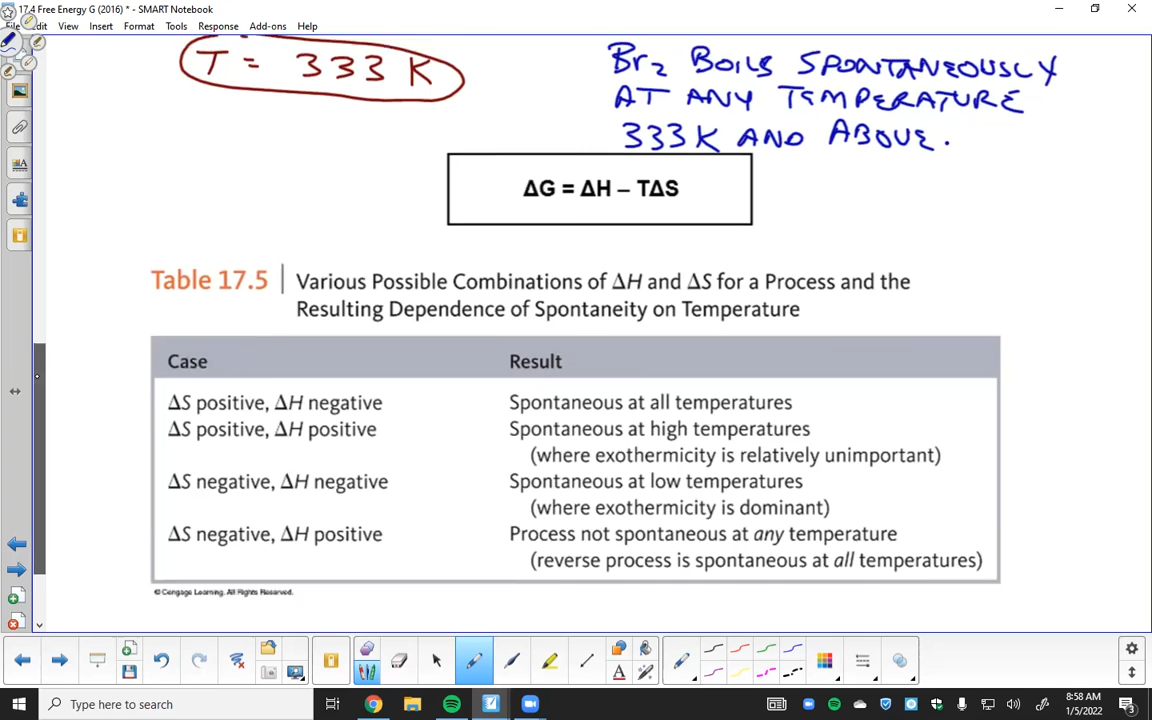 17.4 Free Energy G (2016) * - SMART Notebook
Edit View Insert Format Tools Response Add-ons Help
T = 333 K
Br2 BOILS SPONTANEOUSLY
AT ANY TEMPERATURE
333K AND ABOVE.
ΔG = ΔH – TΔS
Table 17.5 | Various Possible Combinations of ΔH and ΔS for a Process and the
Resulting Dependence of Spontaneity on Temperature
Case Result
ΔS positive, ΔH negative Spontaneous at all temperatures
ΔS positive, ΔH positive Spontaneous at high temperatures
(where exothermicity is relatively unimportant)
ΔS negative, ΔH negative Spontaneous at low temperatures
(where exothermicity is dominant)
ΔS negative, ΔH positive Process not spontaneous at any temperature
(reverse process is spontaneous at all temperatures)
© Cengage Learning. All Rights Reserved.
Type here to search
8:58 AM
1/5/2022
3